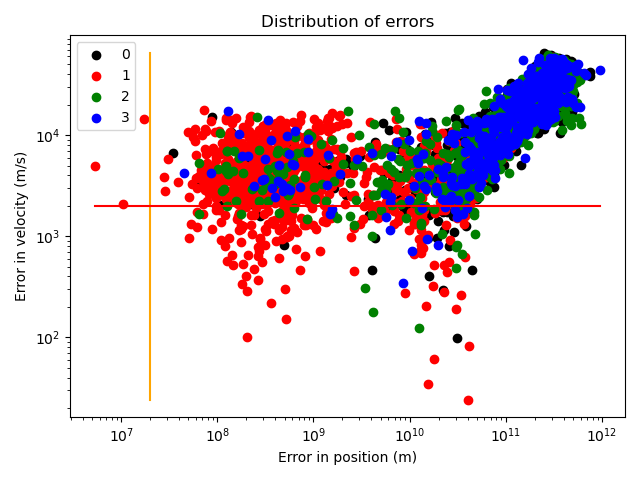 Distribution of errors
0
1
2
3
Error in velocity (m/s)
10⁴
10³
10²
10⁷ 10⁸ 10⁹ 10¹⁰ 10¹¹ 10¹²
Error in position (m)